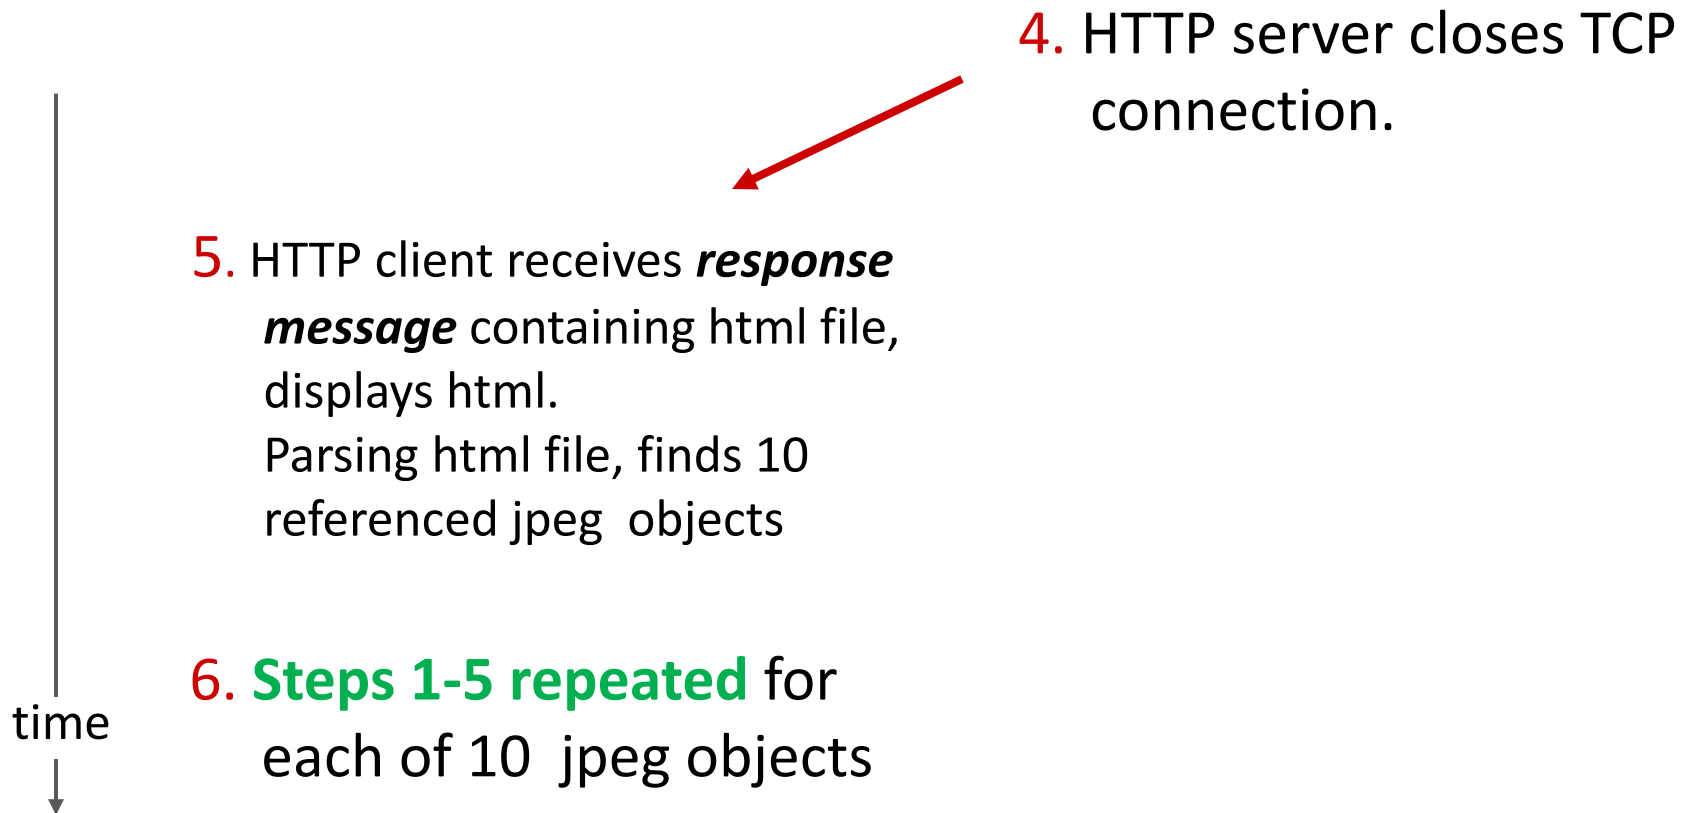 4. HTTP server closes TCP
connection.
5. HTTP client receives response
message containing html file,
displays html.
Parsing html file, finds 10
referenced jpeg  objects
6. Steps 1-5 repeated for
each of 10  jpeg objects
time